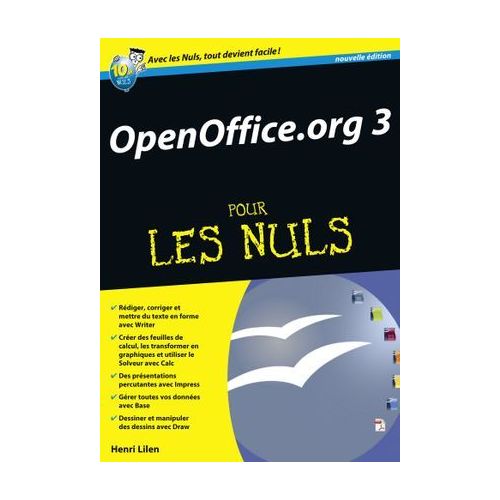 Avec les Nuls, tout devient facile !
nouvelle édition
10
OpenOffice.org 3
POUR
LES NULS
✓ Rédiger, corriger et
mettre du texte en forme
avec Writer
✓ Créer des feuilles de
calcul, les transformer en
graphiques et utiliser le
Solveur avec Calc
✓ Des présentations
percutantes avec Impress
✓ Gérer toutes vos données
avec Base
✓ Dessiner et manipuler
des dessins avec Draw
Henri Lilen